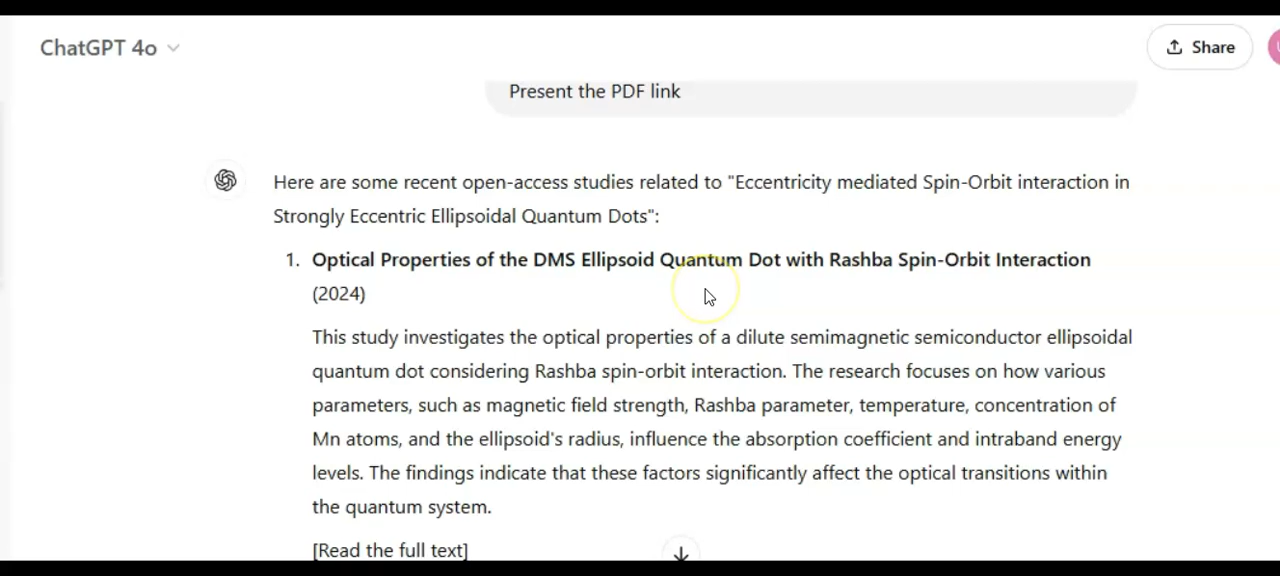 ChatGPT 4o
Share
Present the PDF link
Here are some recent open-access studies related to "Eccentricity mediated Spin-Orbit interaction in
Strongly Eccentric Ellipsoidal Quantum Dots":
1. Optical Properties of the DMS Ellipsoid Quantum Dot with Rashba Spin-Orbit Interaction
(2024)
This study investigates the optical properties of a dilute semimagnetic semiconductor ellipsoidal
quantum dot considering Rashba spin-orbit interaction. The research focuses on how various
parameters, such as magnetic field strength, Rashba parameter, temperature, concentration of
Mn atoms, and the ellipsoid's radius, influence the absorption coefficient and intraband energy
levels. The findings indicate that these factors significantly affect the optical transitions within
the quantum system.
[Read the full text]